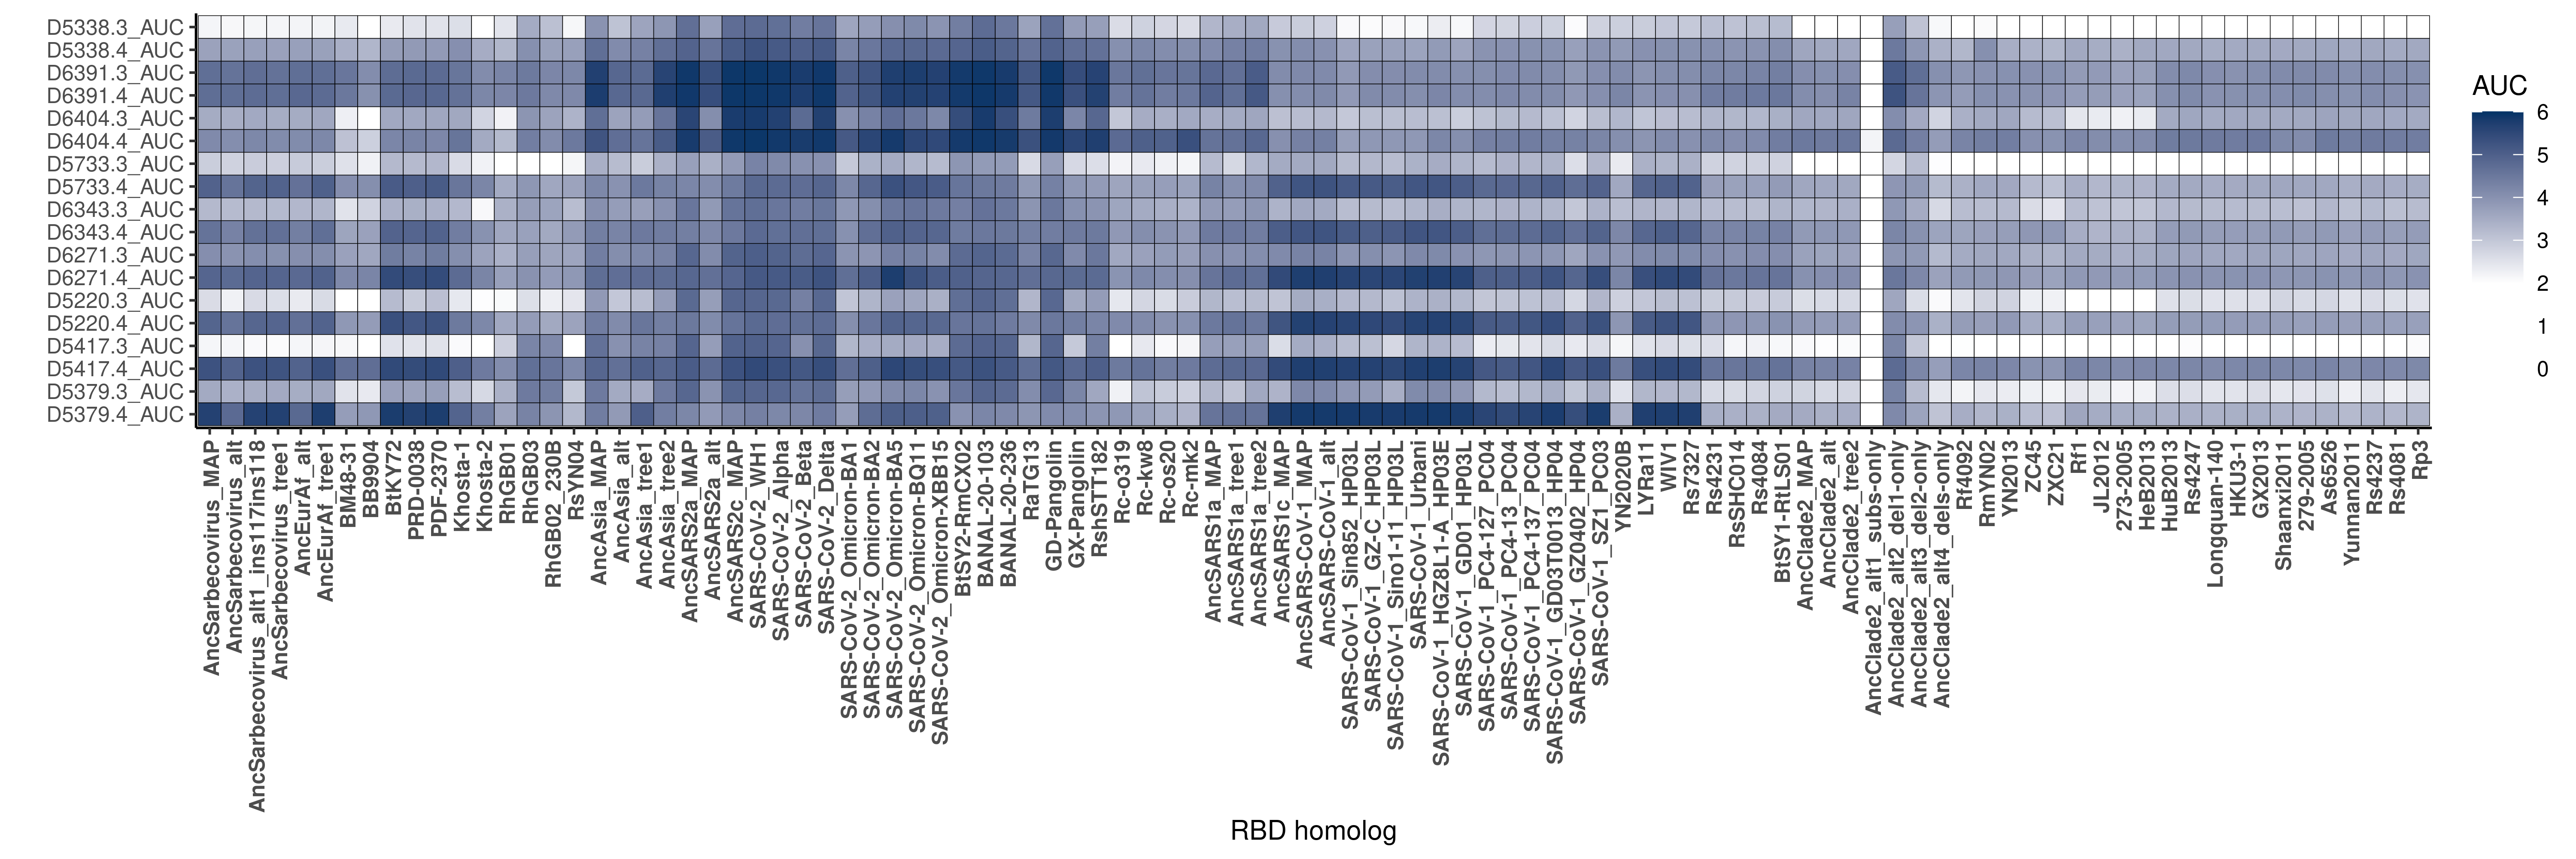 D5338.3_AUC
D5338.4_AUC
D6391.3_AUC
D6391.4_AUC
D6404.3_AUC
D6404.4_AUC
D5733.3_AUC
D5733.4_AUC
D6343.3_AUC
D6343.4_AUC
D6271.3_AUC
D6271.4_AUC
D5220.3_AUC
D5220.4_AUC
D5417.3_AUC
D5417.4_AUC
D5379.3_AUC
D5379.4_AUC
AncSarbecovirus_MAP
AncSarbecovirus_alt
AncSarbecovirus_alt1_ins117ins118
AncSarbecovirus_tree1
AncEurAf_alt
AncEurAf_tree1
BM48-31
BB9904
BtKY72
PRD-0038
PDF-2370
Khosta-1
Khosta-2
RhGB01
RhGB03
RhGB02_230B
RsYN04
AncAsia_MAP
AncAsia_alt
AncAsia_tree1
AncAsia_tree2
AncSARS2a_MAP
AncSARS2a_alt
AncSARS2c_MAP
SARS-CoV-2_WH1
SARS-CoV-2_Alpha
SARS-CoV-2_Beta
SARS-CoV-2_Delta
SARS-CoV-2_Omicron-BA1
SARS-CoV-2_Omicron-BA2
SARS-CoV-2_Omicron-BA5
SARS-CoV-2_Omicron-BQ11
SARS-CoV-2_Omicron-XBB15
BtSY2-RmCX02
BANAL-20-103
BANAL-20-236
RaTG13
GD-Pangolin
GX-Pangolin
RshSTT182
Rc-o319
Rc-kw8
Rc-os20
Rc-mk2
AncSARS1a_MAP
AncSARS1a_tree1
AncSARS1a_tree2
AncSARS1c_MAP
AncSARS-CoV-1_MAP
AncSARS-CoV-1_alt
SARS-CoV-1_Sin852_HP03L
SARS-CoV-1_GZ-C_HP03L
SARS-CoV-1_Sino1-11_HP03L
SARS-CoV-1_Urbani
SARS-CoV-1_HGZ8L1-A_HP03E
SARS-CoV-1_GD01_HP03L
SARS-CoV-1_PC4-127_PC04
SARS-CoV-1_PC4-13_PC04
SARS-CoV-1_PC4-137_PC04
SARS-CoV-1_GD03T0013_HP04
SARS-CoV-1_GZ0402_HP04
SARS-CoV-1_SZ1_PC03
YN2020B
LYRa11
WIV1
Rs7327
Rs4231
RsSHC014
Rs4084
BtSY1-RtLS01
AncClade2_MAP
AncClade2_alt
AncClade2_tree2
AncClade2_alt1_subs-only
AncClade2_alt2_del1-only
AncClade2_alt3_del2-only
AncClade2_alt4_dels-only
Rf4092
RmYN02
YN2013
ZC45
ZXC21
Rf1
JL2012
273-2005
HeB2013
HuB2013
Rs4247
Longquan-140
HKU3-1
GX2013
Shaanxi2011
279-2005
As6526
Yunnan2011
Rs4237
Rs4081
Rp3
RBD homolog
AUC
6
5
4
3
2
1
0